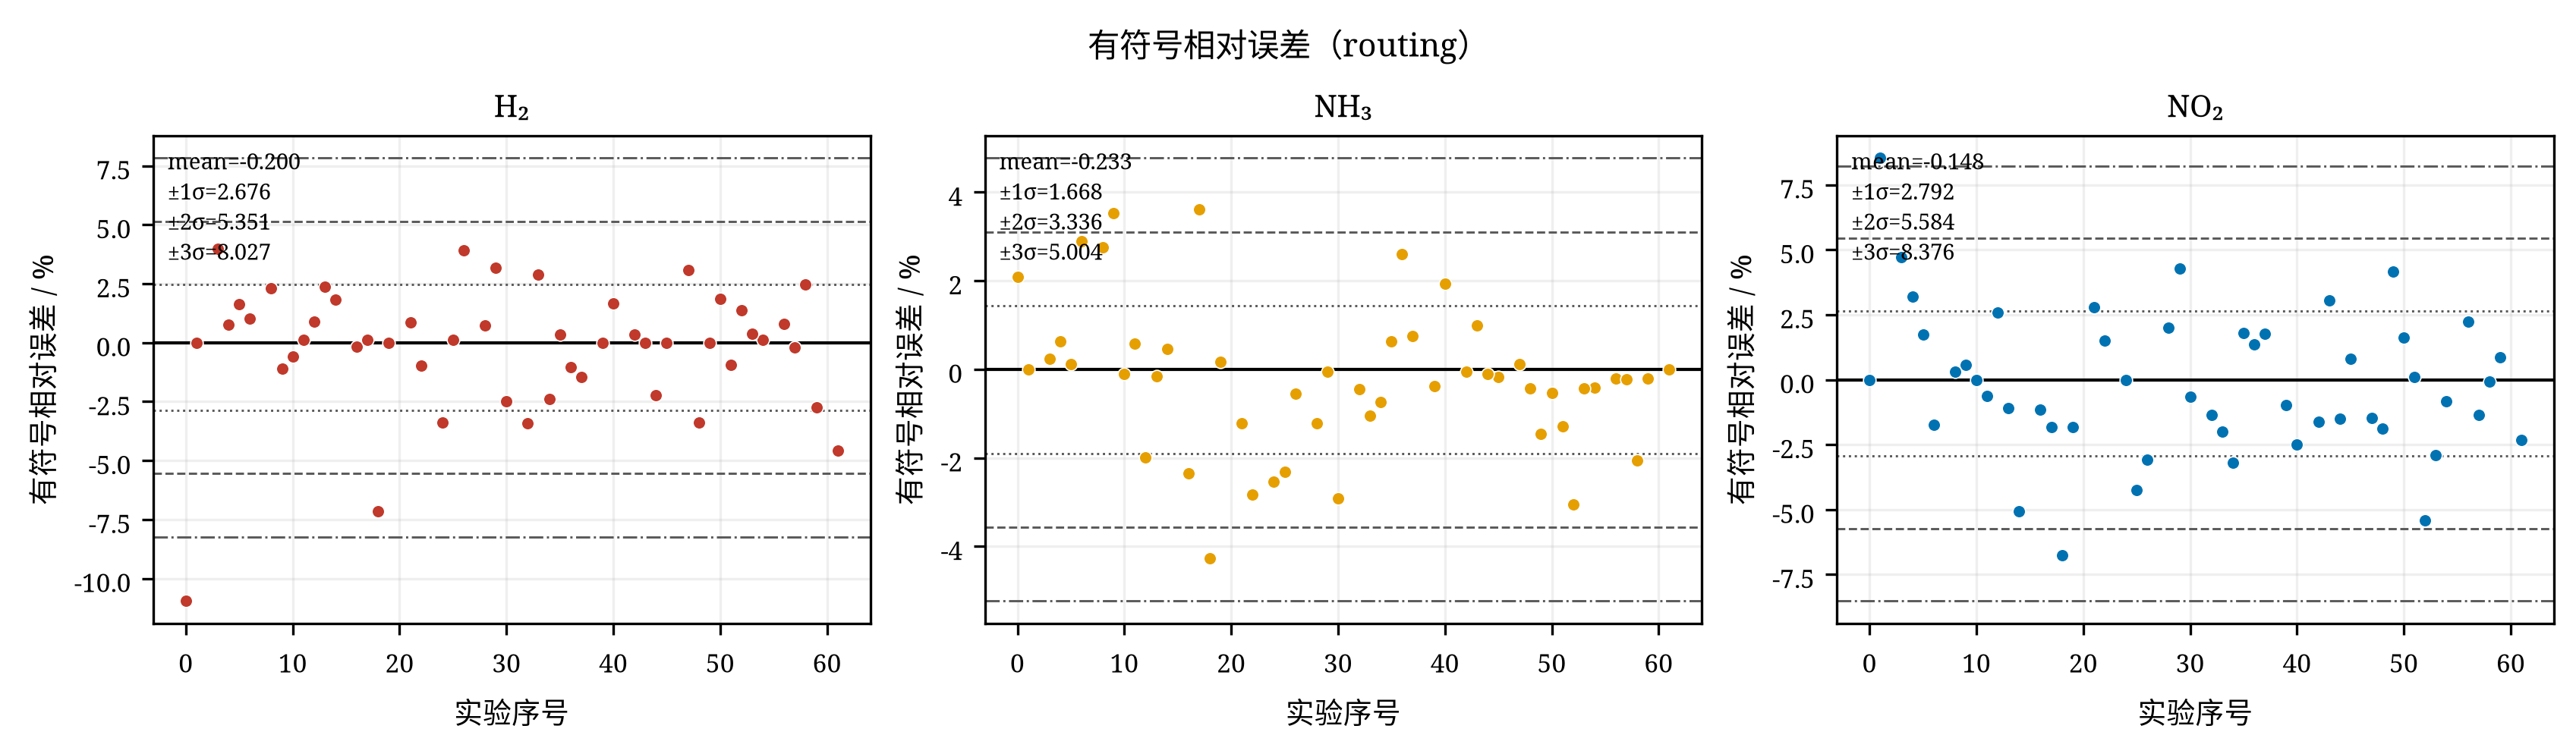 有符号相对误差（routing）
H₂
mean=-0.200
±1σ=2.676
±2σ=5.351
±3σ=8.027
7.5
5.0
2.5
0.0
-2.5
-5.0
-7.5
-10.0
有符号相对误差 / %
0 10 20 30 40 50 60
实验序号
NH₃
mean=-0.233
±1σ=1.668
±2σ=3.336
±3σ=5.004
4
2
0
-2
-4
有符号相对误差 / %
0 10 20 30 40 50 60
实验序号
NO₂
mean=-0.148
±1σ=2.792
±2σ=5.584
±3σ=8.376
7.5
5.0
2.5
0.0
-2.5
-5.0
-7.5
有符号相对误差 / %
0 10 20 30 40 50 60
实验序号